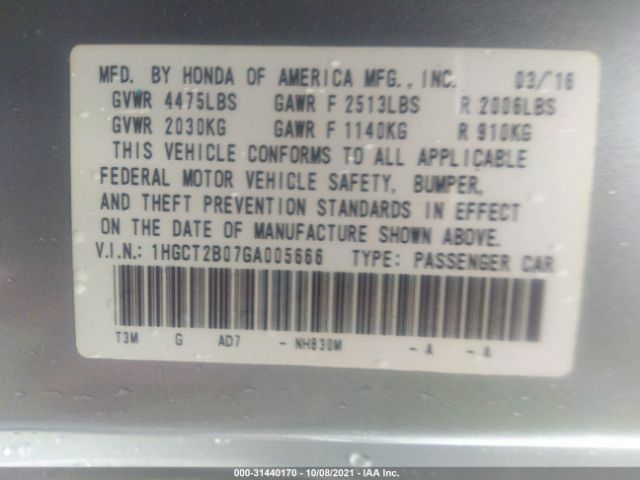 MFD. BY HONDA OF AMERICA MFG., INC. 03/'16
GVWR 4475LBS GAWR F 2513LBS R 2006LBS
GVWR 2030KG GAWR F 1140KG R 910KG
THIS VEHICLE CONFORMS TO ALL APPLICABLE
FEDERAL MOTOR VEHICLE SAFETY, BUMPER,
AND THEFT PREVENTION STANDARDS IN EFFECT
ON THE DATE OF MANUFACTURE SHOWN ABOVE.
V.I.N.: 1HGCT2B07GA005666 TYPE: PASSENGER CAR
T3M G AD7 - NH830M - A - A
000-31440170 - 10/08/2021 - IAA Inc.